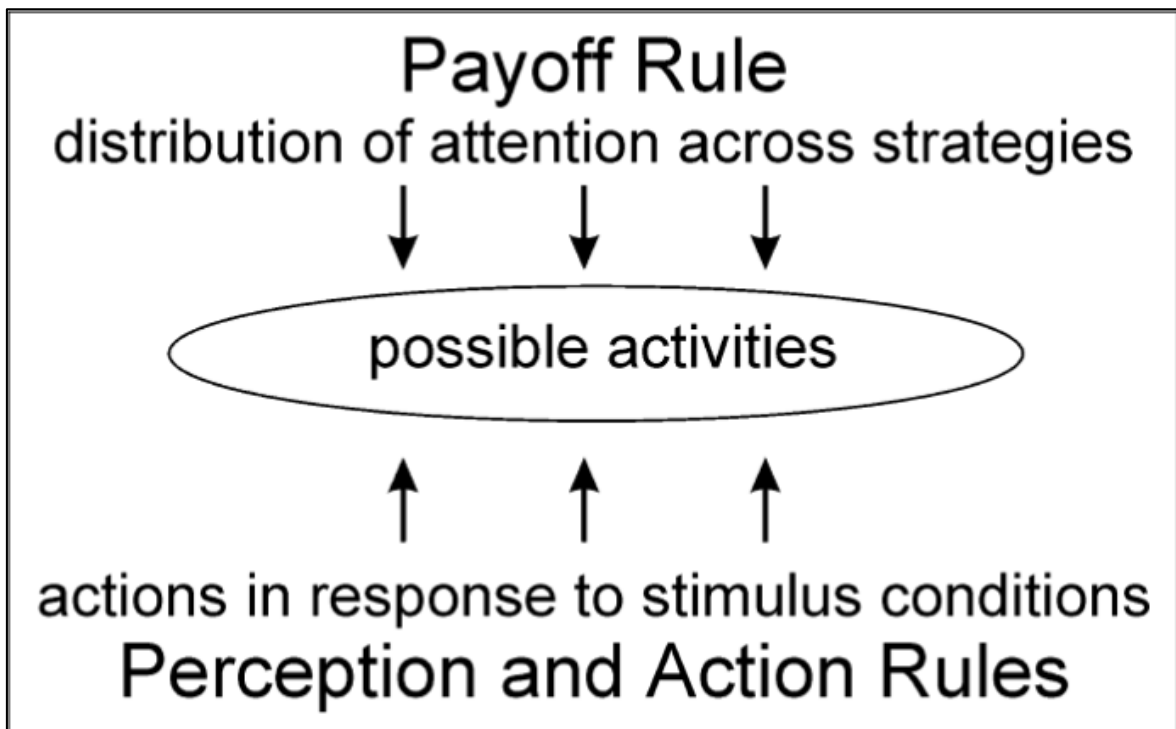 Payoff Rule
distribution of attention across strategies
possible activities
actions in response to stimulus conditions
Perception and Action Rules